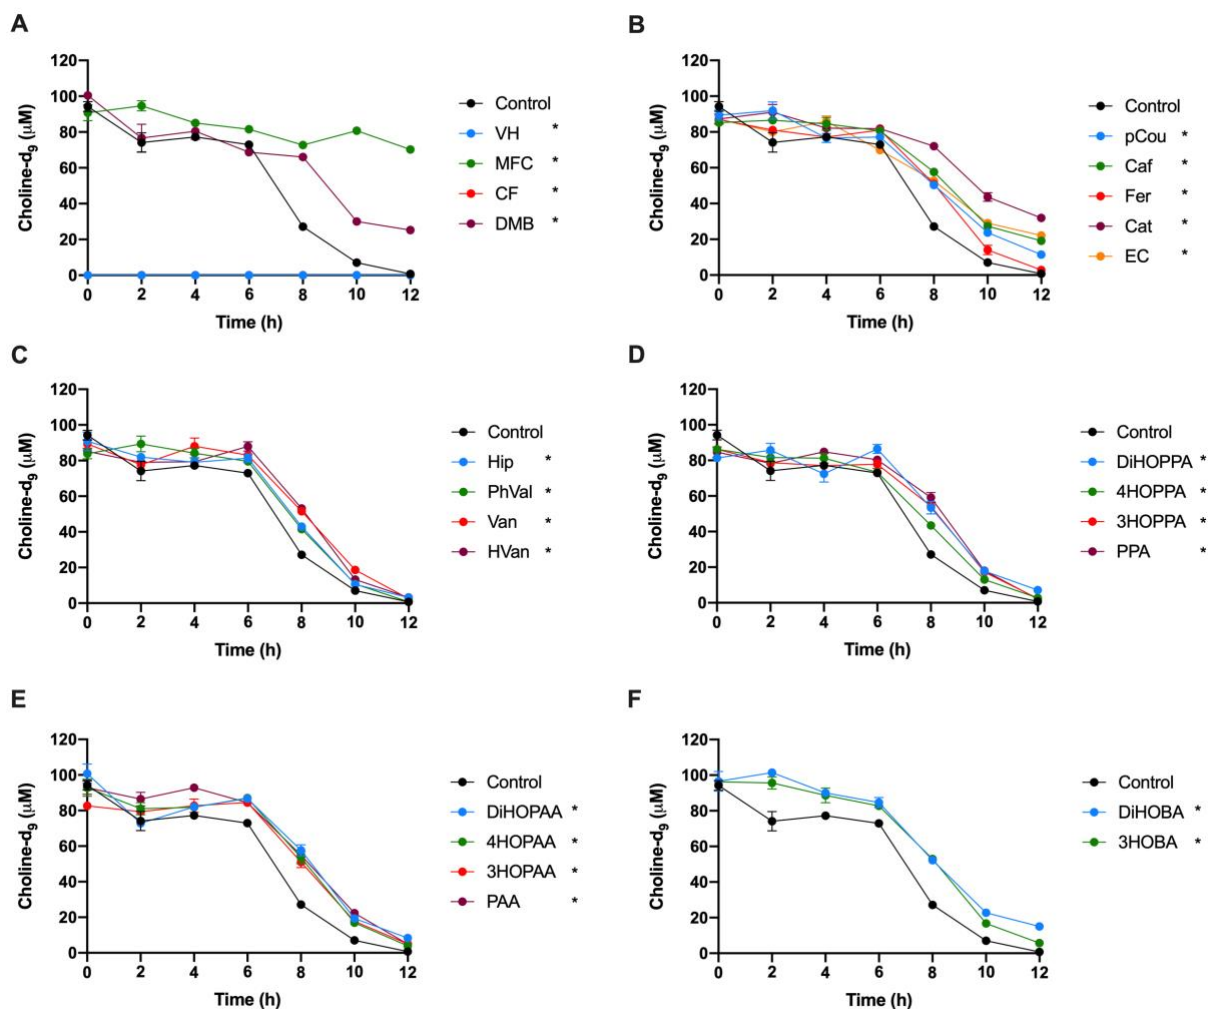 A
Choline-d9 (μM)
120
100
80
60
40
20
0
0 2 4 6 8 10 12
Time (h)
Control
VH *
MFC *
CF *
DMB *
B
Choline-d9 (μM)
120
100
80
60
40
20
0
0 2 4 6 8 10 12
Time (h)
Control
pCou *
Caf *
Fer *
Cat *
EC *
C
Choline-d9 (μM)
120
100
80
60
40
20
0
0 2 4 6 8 10 12
Time (h)
Control
Hip *
PhVal *
Van *
HVan *
D
Choline-d9 (μM)
120
100
80
60
40
20
0
0 2 4 6 8 10 12
Time (h)
Control
DiHOPPA *
4HOPPA *
3HOPPA *
PPA *
E
Choline-d9 (μM)
120
100
80
60
40
20
0
0 2 4 6 8 10 12
Time (h)
Control
DiHOPAA *
4HOPAA *
3HOPAA *
PAA *
F
Choline-d9 (μM)
120
100
80
60
40
20
0
0 2 4 6 8 10 12
Time (h)
Control
DiHOBA *
3HOBA *